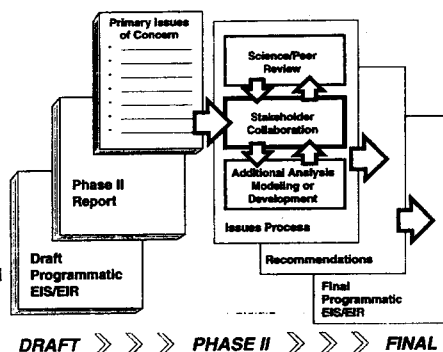 Primary Issues
of Concern
Science/Peer
Review
Stakeholder
Collaboration
Additional Analysis
Modeling or
Development
Issues Process
Phase II
Report
Draft
Programmatic
EIS/EIR
Recommendations
Final
Programmatic
EIS/EIR
DRAFT PHASE II FINAL